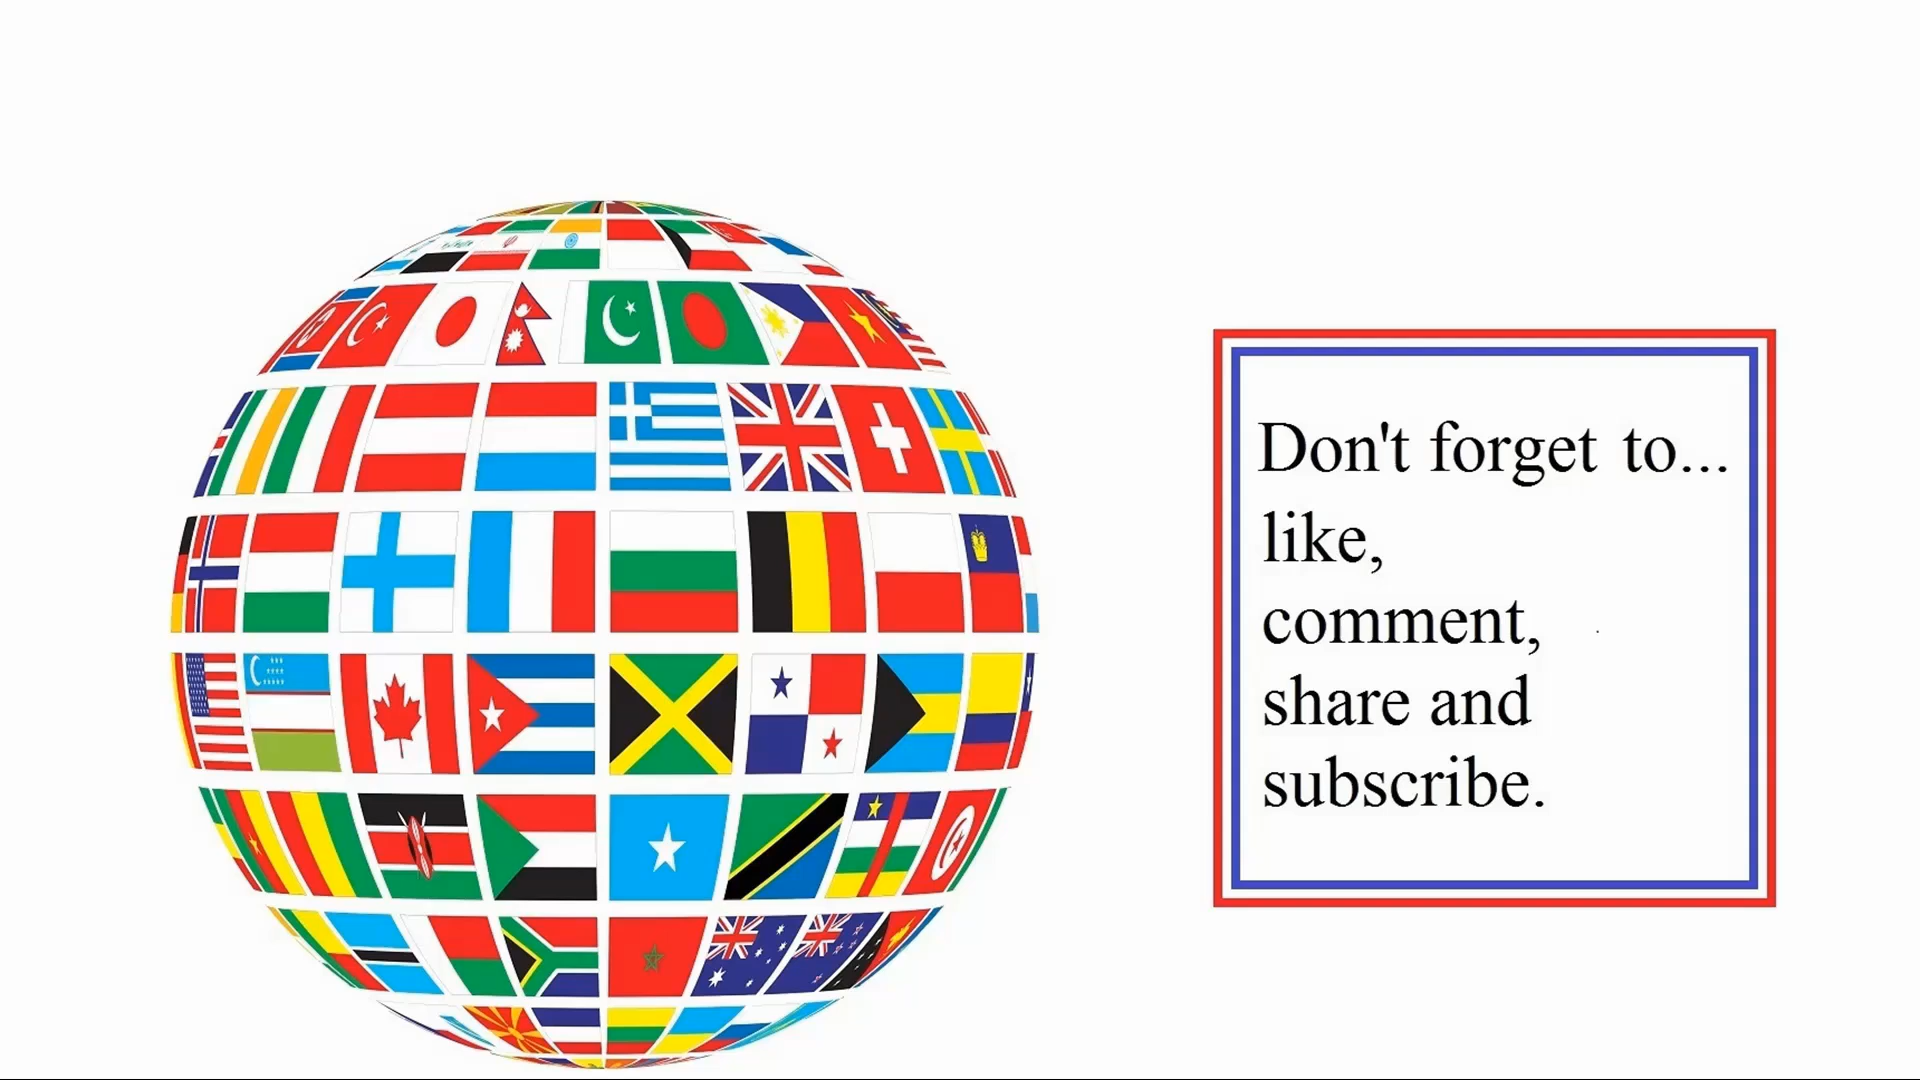 Don't forget to...
like,
comment,
share and
subscribe.